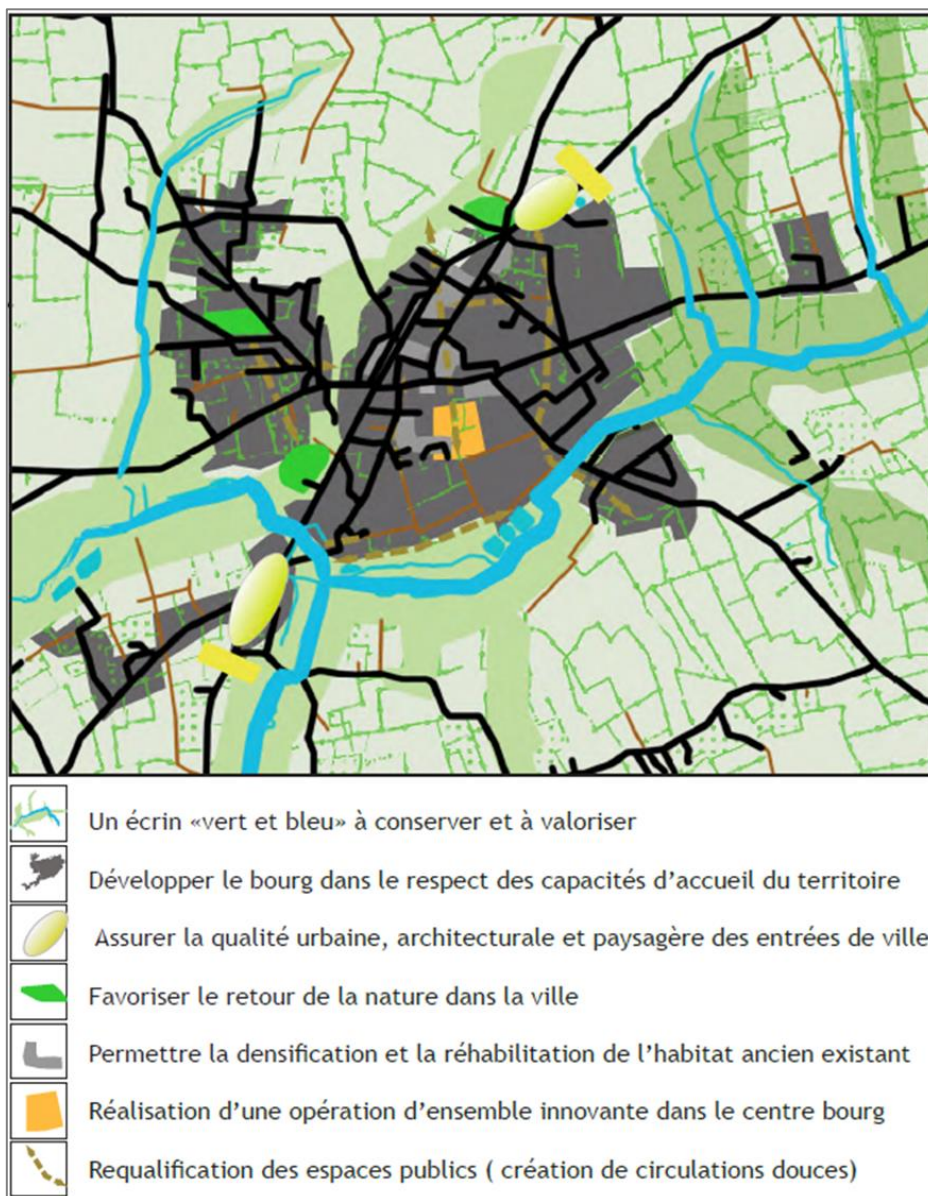 Un écrin «vert et bleu» à conserver et à valoriser
Développer le bourg dans le respect des capacités d'accueil du territoire
Assurer la qualité urbaine, architecturale et paysagère des entrées de ville
Favoriser le retour de la nature dans la ville
Permettre la densification et la réhabilitation de l'habitat ancien existant
Réalisation d'une opération d'ensemble innovante dans le centre bourg
Requalification des espaces publics ( création de circulations douces)